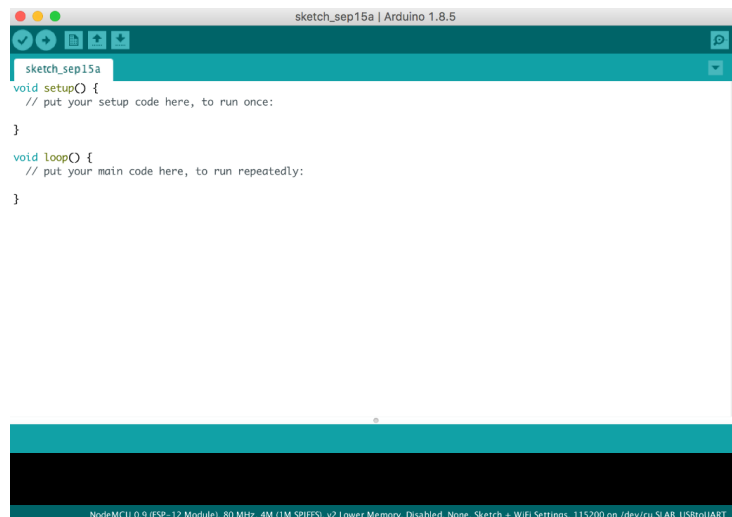 sketch_sep15a | Arduino 1.8.5
sketch_sep15a
void setup() {
  // put your setup code here, to run once:
}
void loop() {
  // put your main code here, to run repeatedly:
}
NodeMCU 0.9 (ESP-12 Module), 80 MHz, 4M (1M SPIFFS), v2 Lower Memory, Disabled, None, Sketch + WiFi Settings, 115200 on /dev/cu.SLAB_USBtoUART